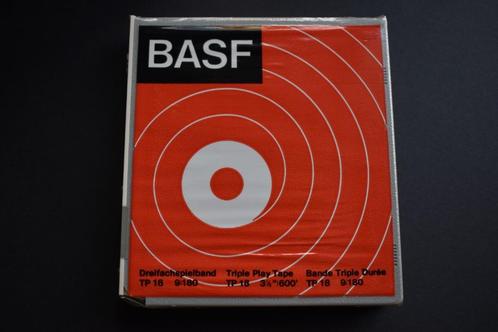 BASF
Dreifachspielband Triple Play Tape Bande Triple Durée
TP 18 9/180 TP 18 3½"/600' TP 18 9/180